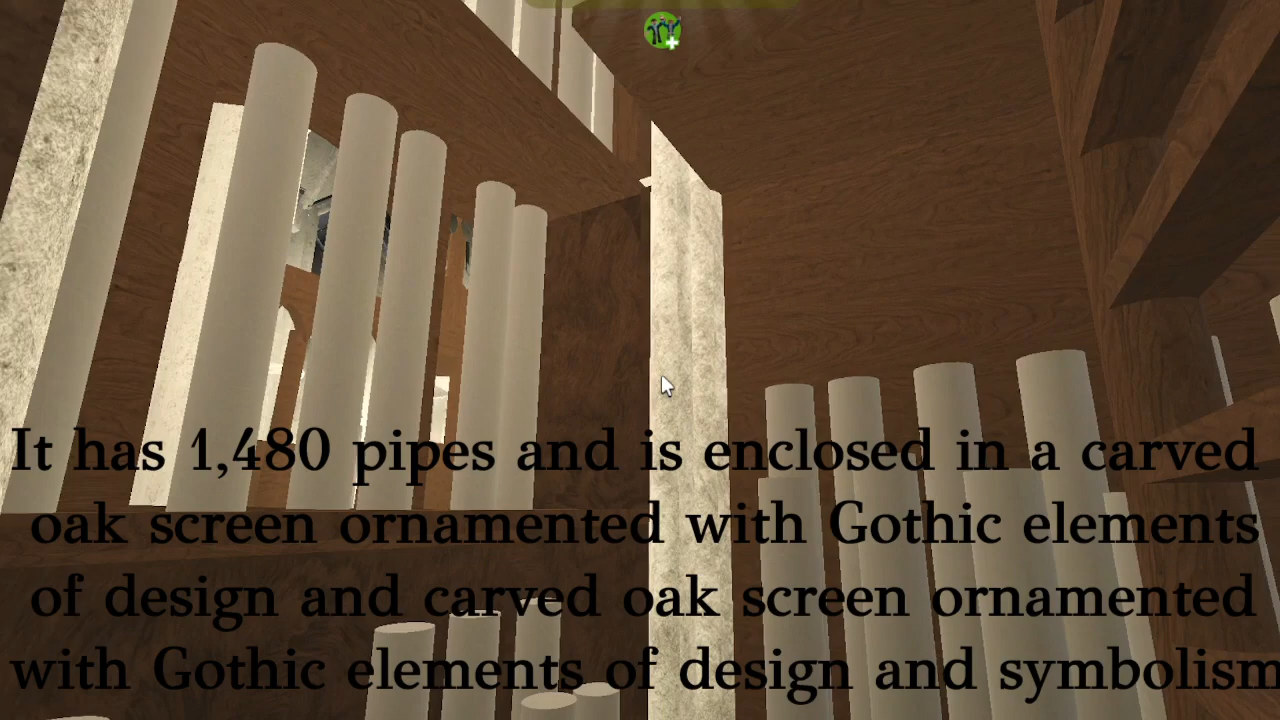 It has 1,480 pipes and is enclosed in a carved
oak screen ornamented with Gothic elements
of design and carved oak screen ornamented
with Gothic elements of design and symbolism